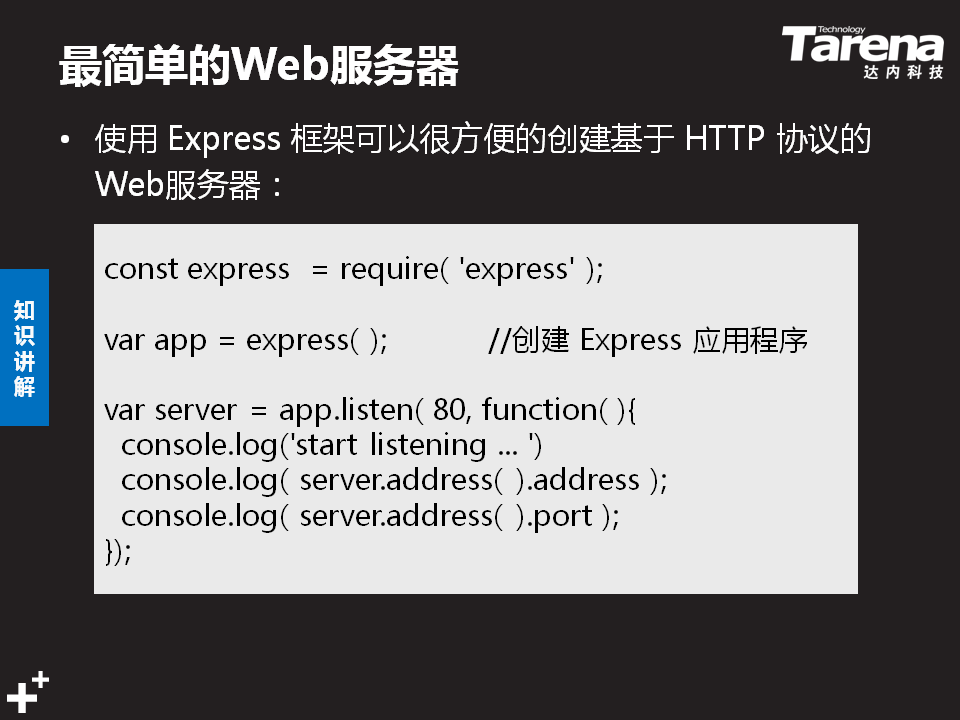 最简单的Web服务器
Technology
Tarena
达内科技
• 使用 Express 框架可以很方便的创建基于 HTTP 协议的
Web服务器：
知识讲解
const express  = require( 'express' );
var app = express( );          //创建 Express 应用程序
var server = app.listen( 80, function( ){
  console.log('start listening ... ')
  console.log( server.address( ).address );
  console.log( server.address( ).port );
});